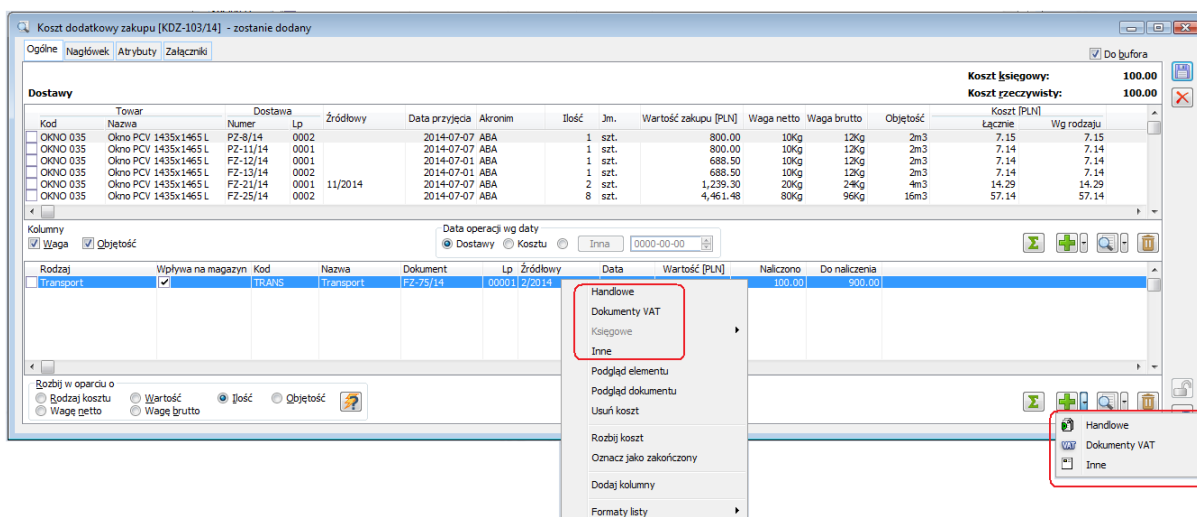 Koszt dodatkowy zakupu [KDZ-103/14] - zostanie dodany
Ogólne Nagłówek Atrybuty Załączniki
Do bufora
Koszt księgowy: 100.00
Dostawy Koszt rzeczywisty: 100.00
Towar Dostawa Źródłowy Data przyjęcia Akronim Ilość Jm. Wartość zakupu [PLN] Waga netto Waga brutto Objętość Koszt [PLN]
Kod Nazwa Numer Lp Łącznie Wg rodzaju
OKNO 035 Okno PCV 1435x1465 L PZ-8/14 0002 2014-07-07 ABA 1 szt. 800.00 10Kg 12Kg 2m3 7.15 7.15
OKNO 035 Okno PCV 1435x1465 L PZ-11/14 0001 2014-07-07 ABA 1 szt. 800.00 10Kg 12Kg 2m3 7.14 7.14
OKNO 035 Okno PCV 1435x1465 L FZ-12/14 0001 2014-07-01 ABA 1 szt. 688.50 10Kg 12Kg 2m3 7.14 7.14
OKNO 035 Okno PCV 1435x1465 L FZ-13/14 0002 2014-07-01 ABA 1 szt. 688.50 10Kg 12Kg 2m3 7.14 7.14
OKNO 035 Okno PCV 1435x1465 L FZ-21/14 0001 11/2014 2014-07-07 ABA 2 szt. 1,239.30 20Kg 24Kg 4m3 14.29 14.29
OKNO 035 Okno PCV 1435x1465 L FZ-25/14 0002 2014-07-07 ABA 8 szt. 4,461.48 80Kg 96Kg 16m3 57.14 57.14
Kolumny Data operacji wg daty
Waga Objętość Dostawy Kosztu Inna 0000-00-00
Rodzaj Wpływa na magazyn Kod Nazwa Dokument Lp Źródłowy Data Wartość [PLN] Naliczono Do naliczenia
Transport TRANS Transport FZ-75/14 00001 2/2014 100.00 900.00
Handlowe
Dokumenty VAT
Księgowe
Inne
Podgląd elementu
Podgląd dokumentu
Usuń koszt
Rozbij koszt
Oznacz jako zakończony
Dodaj kolumny
Formaty listy
Rozbij w oparciu o
Rodzaj kosztu Wartość Ilość Objętość
Wagę netto Wagę brutto
Handlowe
VAT Dokumenty VAT
Inne